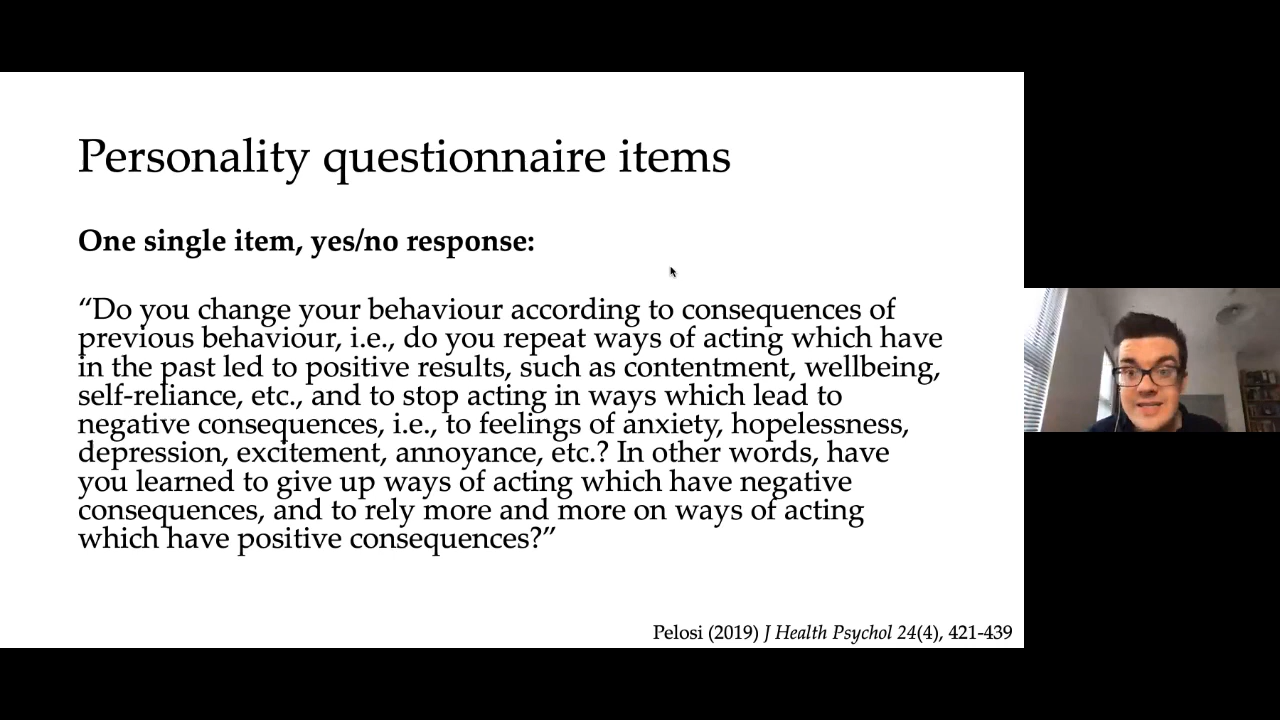 Personality questionnaire items
One single item, yes/no response:
“Do you change your behaviour according to consequences of
previous behaviour, i.e., do you repeat ways of acting which have
in the past led to positive results, such as contentment, wellbeing,
self-reliance, etc., and to stop acting in ways which lead to
negative consequences, i.e., to feelings of anxiety, hopelessness,
depression, excitement, annoyance, etc.? In other words, have
you learned to give up ways of acting which have negative
consequences, and to rely more and more on ways of acting
which have positive consequences?”
Pelosi (2019) J Health Psychol 24(4), 421-439